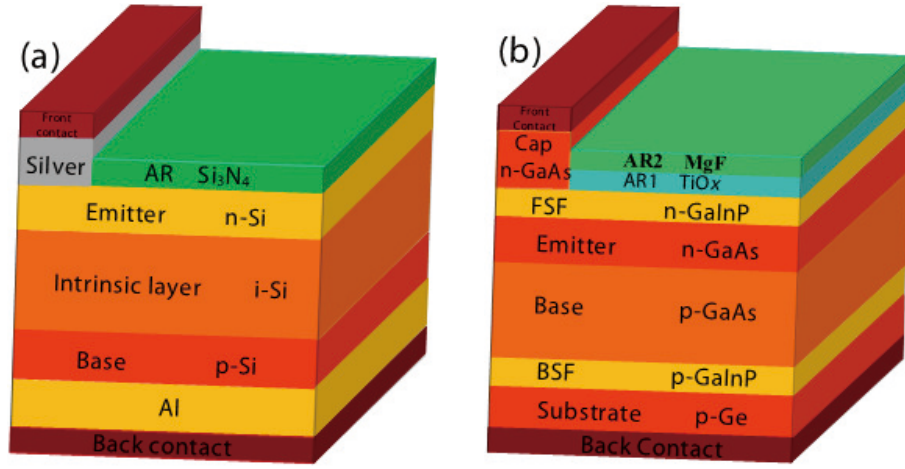 (a)
Front
contact
Silver
AR Si₃N₄
Emitter n-Si
Intrinsic layer i-Si
Base p-Si
Al
Back contact
(b)
Front
Contact
Cap
n-GaAs
AR2 MgF
AR1 TiOx
FSF n-GaInP
Emitter n-GaAs
Base p-GaAs
BSF p-GaInP
Substrate p-Ge
Back Contact